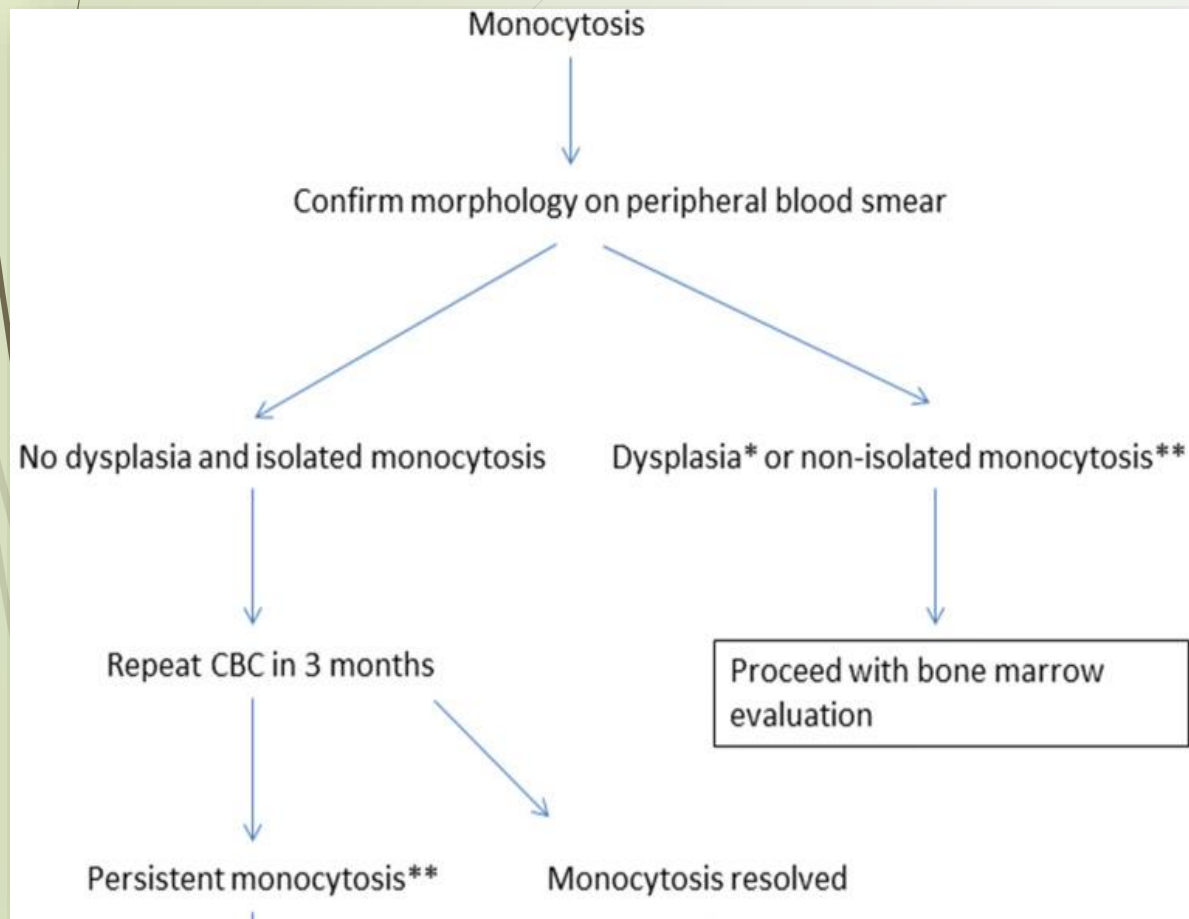 Monocytosis
Confirm morphology on peripheral blood smear
No dysplasia and isolated monocytosis
Dysplasia* or non-isolated monocytosis**
Repeat CBC in 3 months
Proceed with bone marrow
evaluation
Persistent monocytosis**
Monocytosis resolved